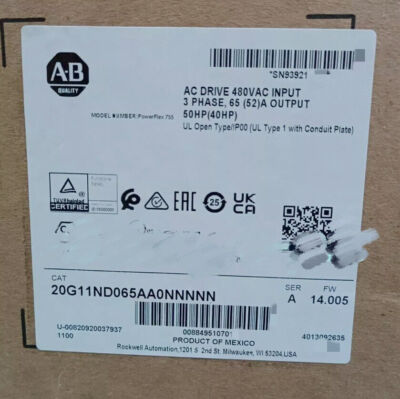 A·B
QUALITY
*SN93921
AC DRIVE 480VAC INPUT
3 PHASE, 65 (52)A OUTPUT
50HP(40HP)
MODEL NUMBER:PowerFlex 755
UL Open Type/IP00 (UL Type 1 with Conduit Plate)
TÜVRheinland
CERTIFIED
Functional
Safety
EAC
25
UK
CA
CAT
20G11ND065AA0NNNNN
SER
A
FW
14.005
U-00820920037937
1100
00884951070
PRODUCT OF MEXICO
4013092635
Rockwell Automation,1201 S 2nd St. Milwaukee, WI 53204,USA